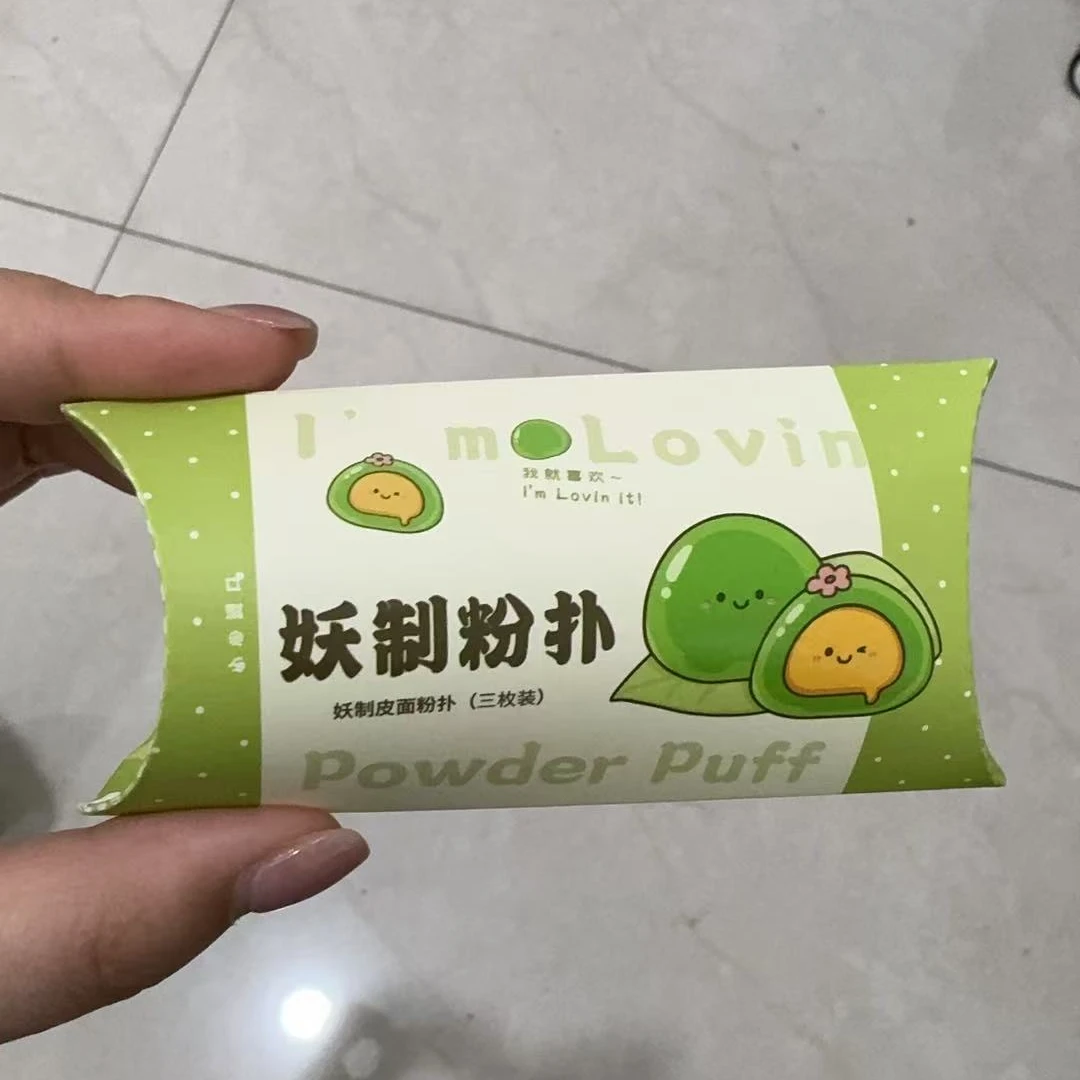 I'm Lovin
我就喜欢~
I'm LovIn it!
妖制粉扑
妖制皮面粉扑（三枚装）
Powder Puff